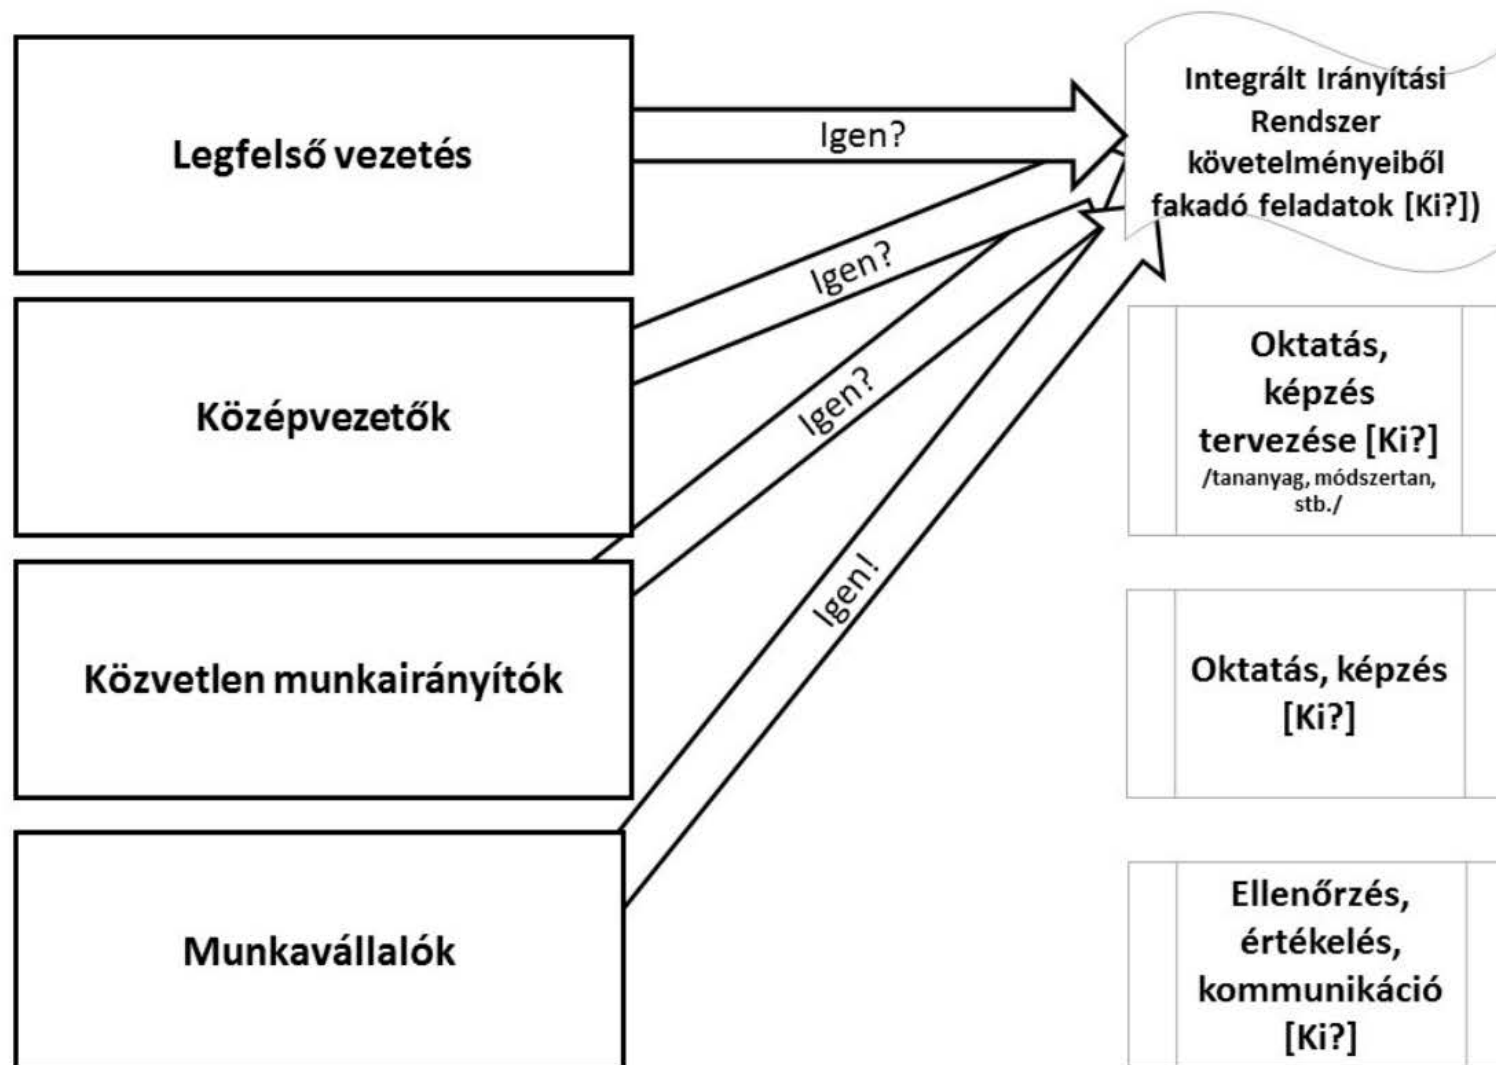 Legfelső vezetés
Igen?
Integrált Irányítási
Rendszer
követelményeiből
fakadó feladatok [Ki?])
Középvezetők
Igen?
Oktatás,
képzés
tervezése [Ki?]
/tananyag, módszertan,
stb./
Közvetlen munkairányítók
Igen?
Oktatás, képzés
[Ki?]
Munkavállalók
Igen!
Ellenőrzés,
értékelés,
kommunikáció
[Ki?]